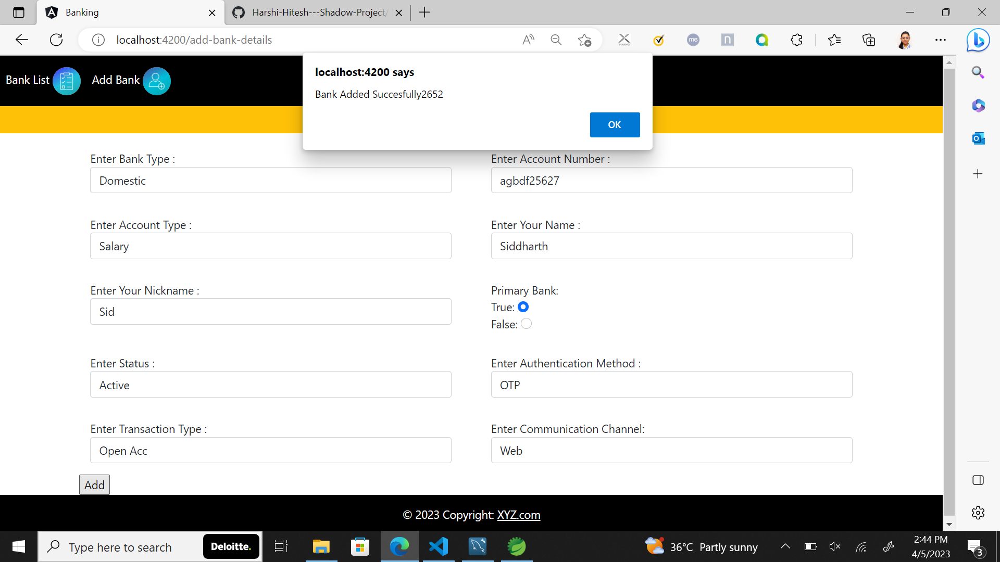 Banking
Harshi-Hitesh---Shadow-Project/
localhost:4200/add-bank-details
Bank List
Add Bank
localhost:4200 says
Bank Added Succesfully2652
OK
Enter Bank Type :
Enter Account Number :
Domestic
agbdf25627
Enter Account Type :
Enter Your Name :
Salary
Siddharth
Enter Your Nickname :
Primary Bank:
Sid
True:
False:
Enter Status :
Enter Authentication Method :
Active
OTP
Enter Transaction Type :
Enter Communication Channel:
Open Acc
Web
Add
© 2023 Copyright: XYZ.com
Type here to search
Deloitte.
36°C Partly sunny
2:44 PM
4/5/2023
3